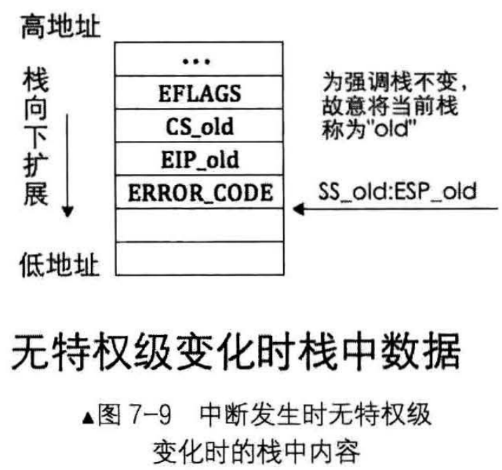 高地址
...
栈向下扩展
EFLAGS
CS_old
EIP_old
ERROR_CODE
低地址
为强调栈不变,
故意将当前栈
称为"old"
SS_old:ESP_old
无特权级变化时栈中数据
▲图 7-9 中断发生时无特权级
变化时的栈中内容